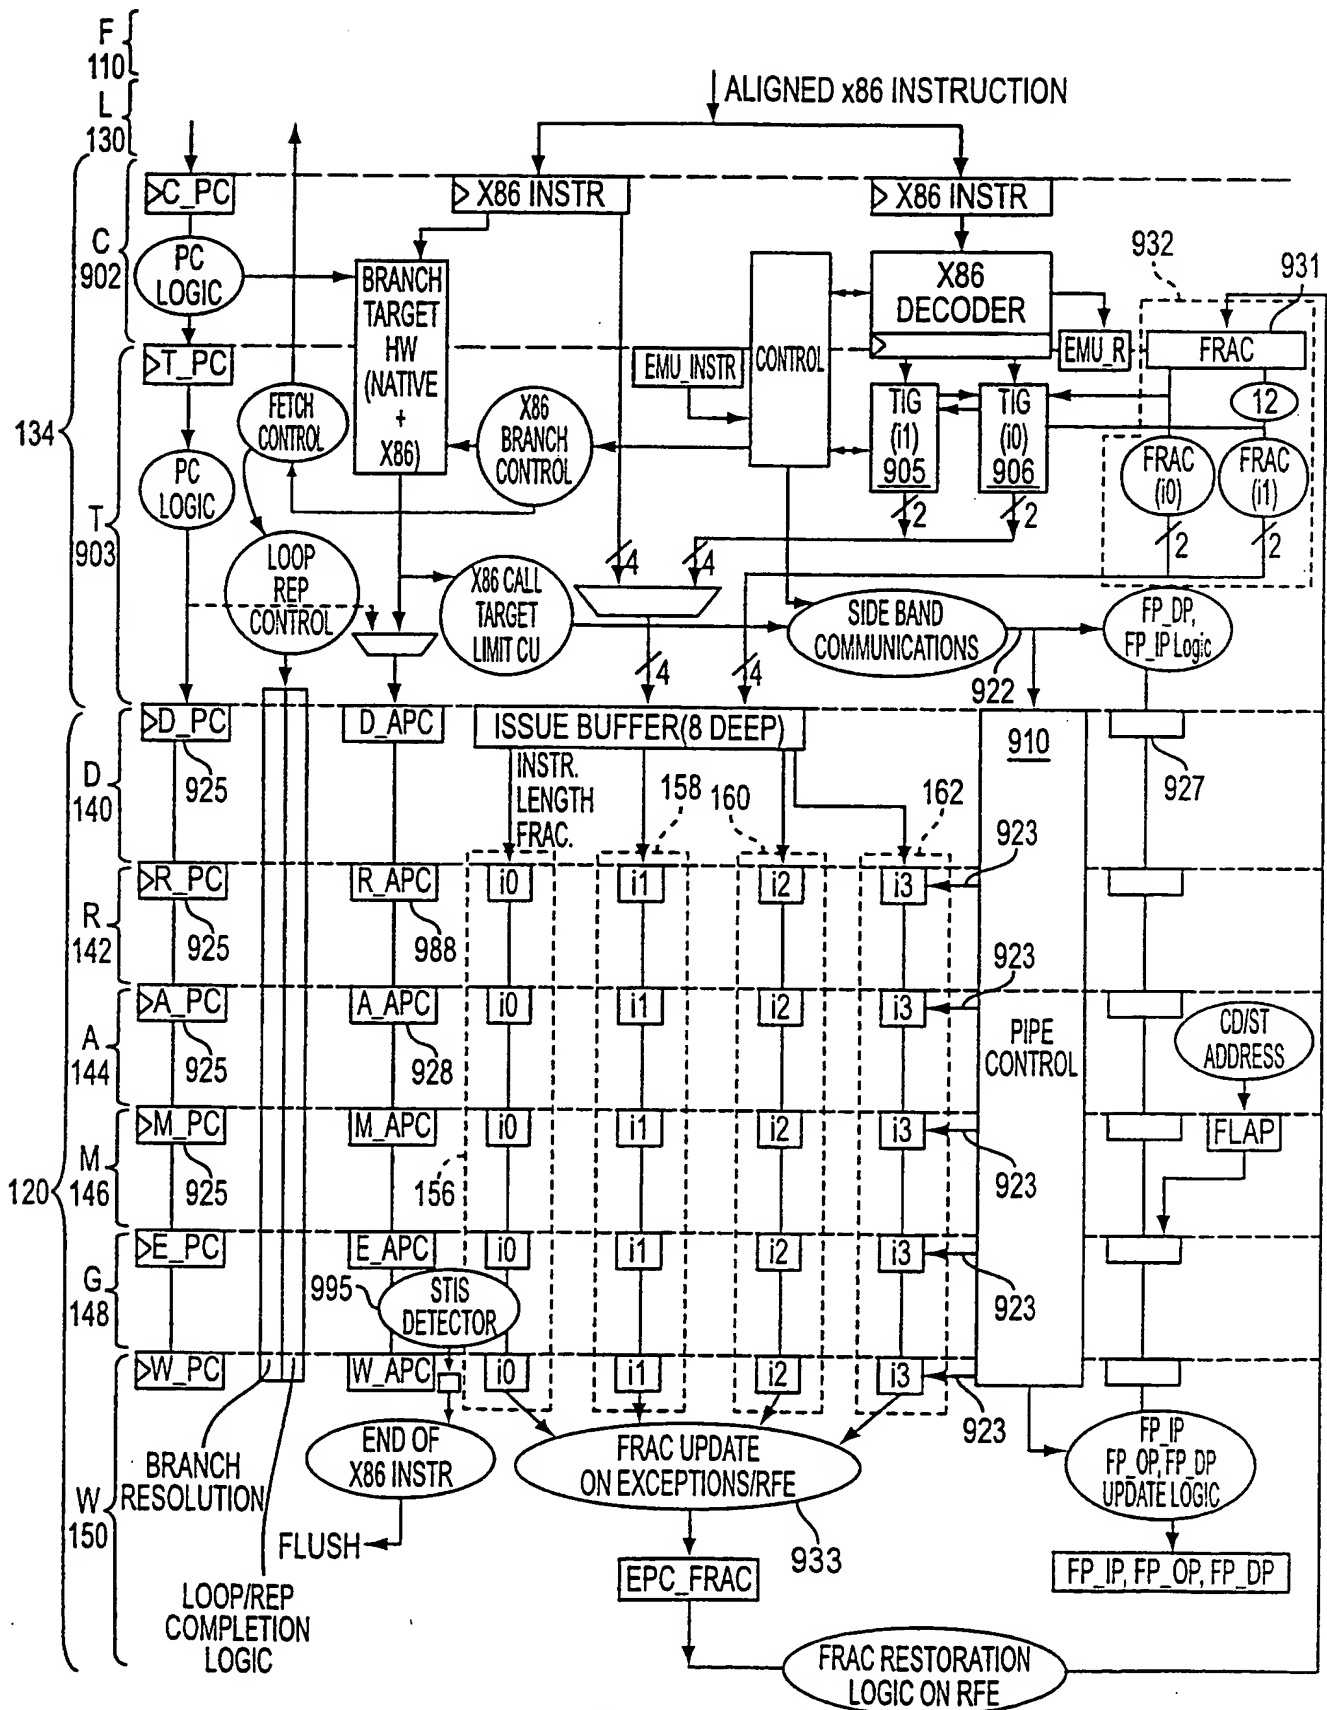 F
110
L
130
ALIGNED x86 INSTRUCTION
C_PC
X86 INSTR
X86 INSTR
C
902
PC
LOGIC
BRANCH
TARGET
HW
(NATIVE
+
X86)
CONTROL
X86
DECODER
932
931
EMU_R
FRAC
T_PC
EMU_INSTR
134
FETCH
CONTROL
X86
BRANCH
CONTROL
TIG
(i1)
905
TIG
(i0)
906
12
FRAC
(i0)
FRAC
(i1)
PC
LOGIC
2
2
2
2
T
903
LOOP
REP
CONTROL
4
4
X86 CALL
TARGET
LIMIT CU
SIDE BAND
COMMUNICATIONS
FP_DP,
FP_IP Logic
4
4
922
D_PC
D_APC
ISSUE BUFFER(8 DEEP)
910
925
INSTR.
LENGTH
FRAC.
158
160
162
927
D
140
923
R_PC
R_APC
i0
i1
i2
i3
R
142
925
988
923
A_PC
A_APC
i0
i1
i2
i3
PIPE
CONTROL
CD/ST
ADDRESS
A
144
925
928
M_PC
M_APC
i0
i1
i2
i3
FLAP
M
146
120
925
156
923
E_PC
E_APC
i0
i1
i2
i3
G
148
995
STIS
DETECTOR
923
W_PC
W_APC
i0
i1
i2
i3
923
BRANCH
RESOLUTION
END OF
X86 INSTR
FRAC UPDATE
ON EXCEPTIONS/RFE
FP_IP
FP_OP, FP_DP
UPDATE LOGIC
W
150
FLUSH
933
EPC_FRAC
FP_IP, FP_OP, FP_DP
LOOP/REP
COMPLETION
LOGIC
FRAC RESTORATION
LOGIC ON RFE